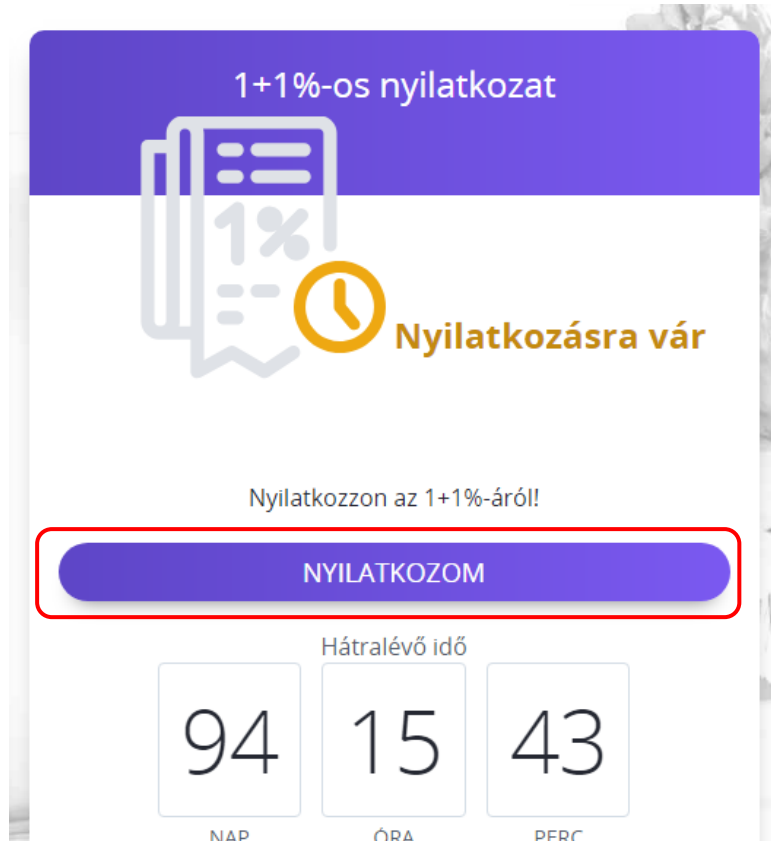 1+1%-os nyilatkozat
1%
Nyilatkozásra vár
Nyilatkozzon az 1+1%-áról!
NYILATKOZOM
Hátralévő idő
94 15 43
NAP ÓRA PERC